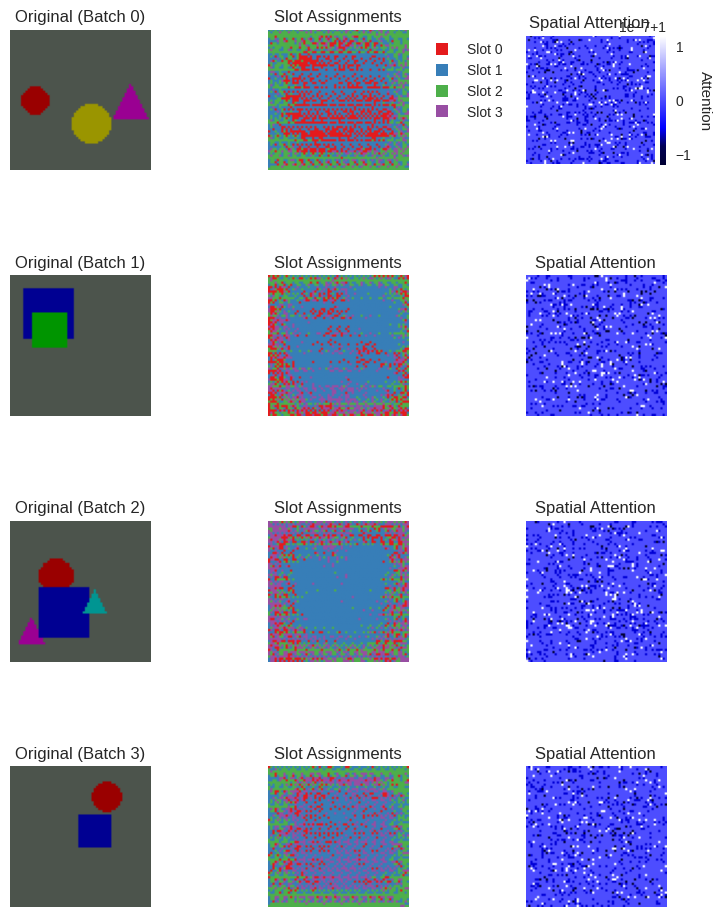 Original (Batch 0)
Slot Assignments
Slot 0
Slot 1
Slot 2
Slot 3
Spatial Attention
1e−7+1
1
0
−1
Attention
Original (Batch 1)
Slot Assignments
Spatial Attention
Original (Batch 2)
Slot Assignments
Spatial Attention
Original (Batch 3)
Slot Assignments
Spatial Attention